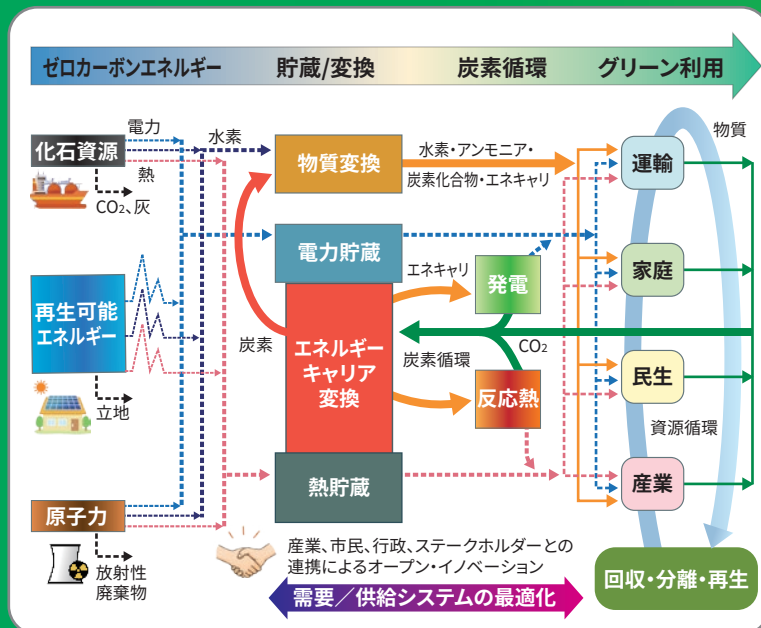 ゼロカーボンエネルギー
貯蔵/変換
炭素循環
グリーン利用
電力
水素
化石資源
熱
CO2、灰
物質変換
水素・アンモニア・
炭素化合物・エネキャリ
物質
運輸
電力貯蔵
エネキャリ
発電
家庭
再生可能
エネルギー
炭素
エネルギー
キャリア
変換
炭素循環
CO2
反応熱
民生
立地
資源循環
熱貯蔵
産業
原子力
放射性
廃棄物
産業、市民、行政、ステークホルダーとの
連携によるオープン・イノベーション
需要／供給システムの最適化
回収・分離・再生